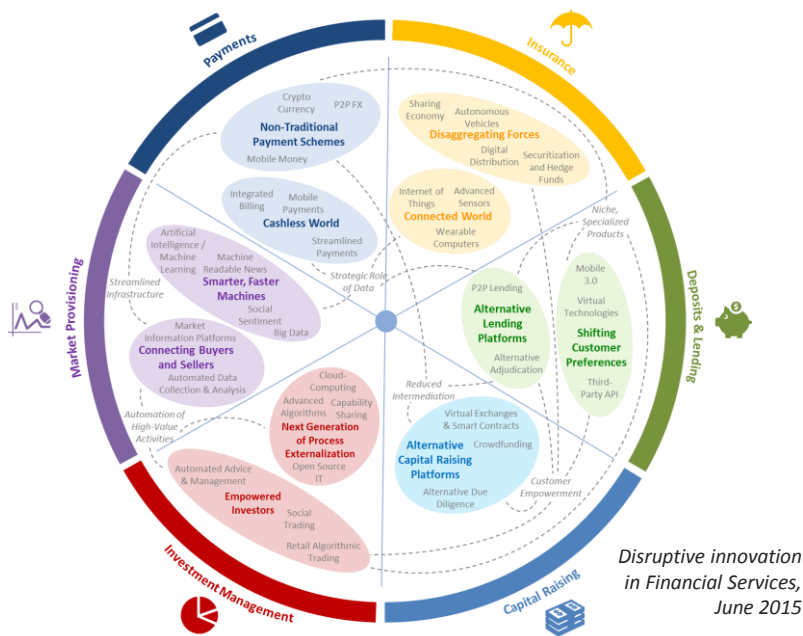 Payments
Insurance
Crypto
Currency
P2P FX
Non-Traditional
Payment Schemes
Mobile Money
Integrated
Billing
Mobile
Payments
Cashless World
Streamlined
Payments
Sharing
Economy
Autonomous
Vehicles
Disaggregating Forces
Digital
Distribution
Securitization
and Hedge
Funds
Internet of
Things
Advanced
Sensors
Connected World
Wearable
Computers
Niche,
Specialized
Products
Deposits & Lending
Mobile
3.0
Virtual
Technologies
Shifting
Customer
Preferences
Third-
Party API
P2P Lending
Alternative
Lending
Platforms
Alternative
Adjudication
Strategic Role
of Data
Market Provisioning
Artificial
Intelligence /
Machine
Learning
Machine
Readable News
Smarter, Faster
Machines
Social
Sentiment
Big Data
Streamlined
Infrastructure
Market
Information Platforms
Connecting Buyers
and Sellers
Automated Data
Collection & Analysis
Automation of
High-Value
Activities
Cloud-
Computing
Advanced
Algorithms
Capability
Sharing
Next Generation
of Process
Externalization
Open Source
IT
Automated Advice
& Management
Empowered
Investors
Social
Trading
Retail Algorithmic
Trading
Investment Management
Reduced
Intermediation
Virtual Exchanges
& Smart Contracts
Alternative
Capital Raising
Platforms
Crowdfunding
Alternative Due
Diligence
Customer
Empowerment
Capital Raising
Disruptive innovation
in Financial Services,
June 2015